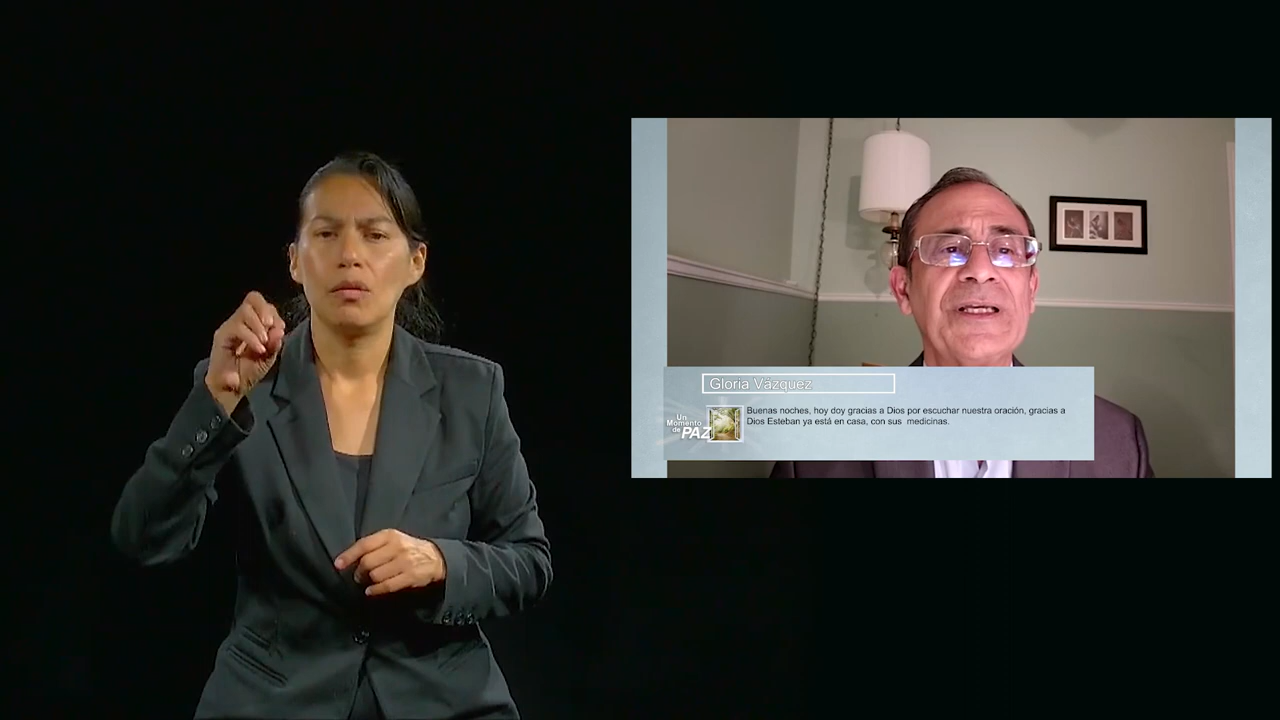 Gloria Vázquez
Un
Momento
de PAZ
Buenas noches, hoy doy gracias a Dios por escuchar nuestra oración, gracias a
Dios Esteban ya está en casa, con sus medicinas.